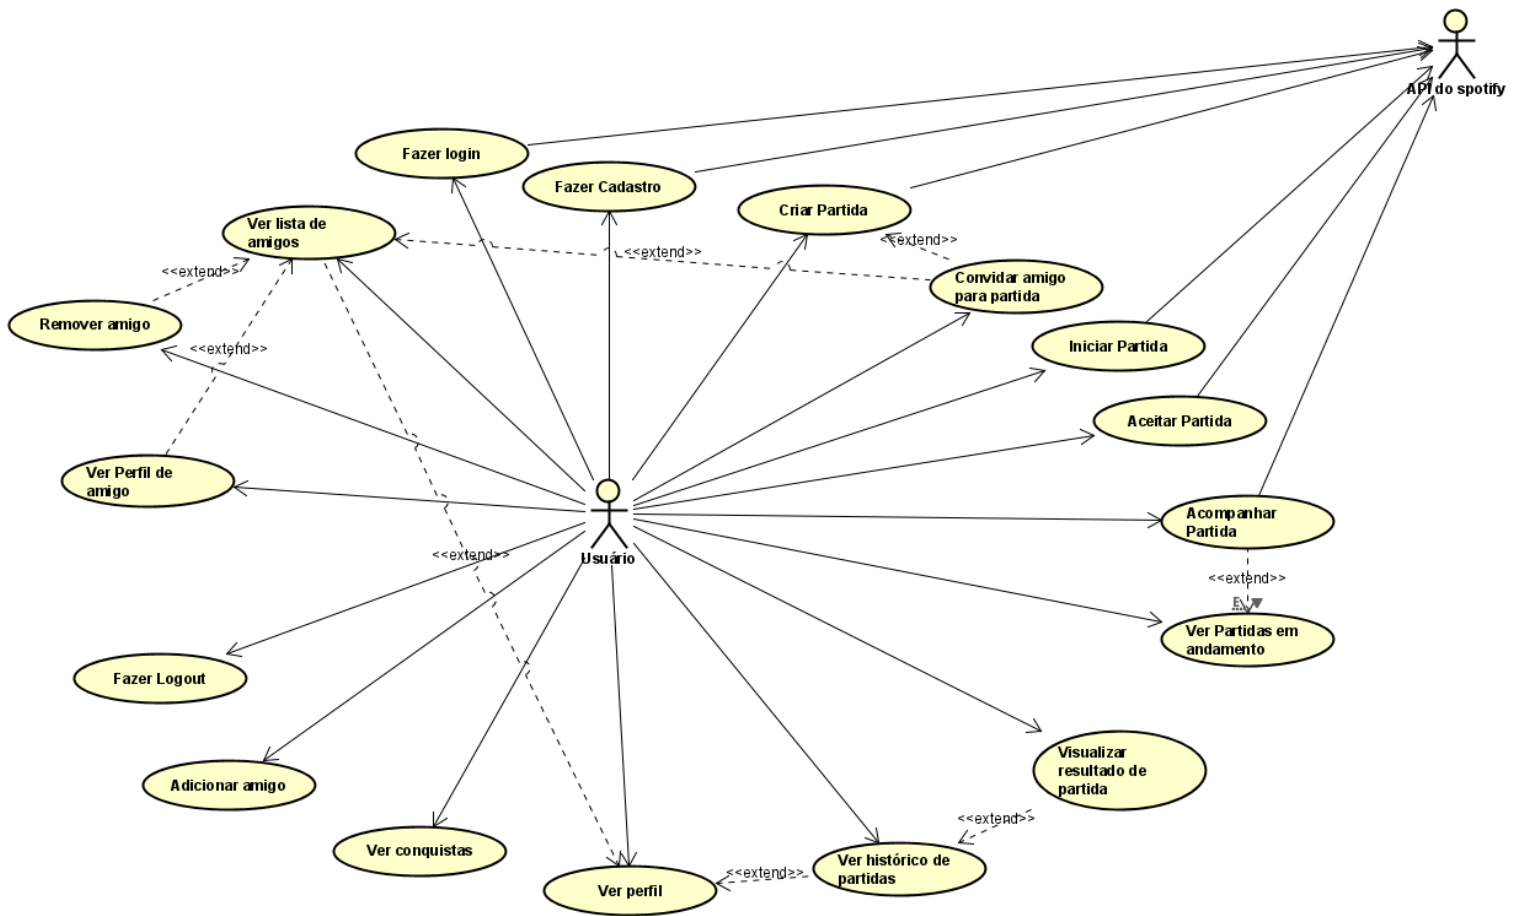 API do spotify
Fazer login
Fazer Cadastro
Criar Partida
Ver lista de
amigos
<<extend>>
<<extend>>
<<extend>>
Convidar amigo
para partida
Remover amigo
<<extend>>
Iniciar Partida
Aceitar Partida
Ver Perfil de
amigo
Acompanhar
Partida
<<extend>>
Usuário
<<extend>>
Ver Partidas em
andamento
Fazer Logout
Visualizar
resultado de
partida
Adicionar amigo
<<extend>>
Ver conquistas
Ver histórico de
partidas
<<extend>>
Ver perfil